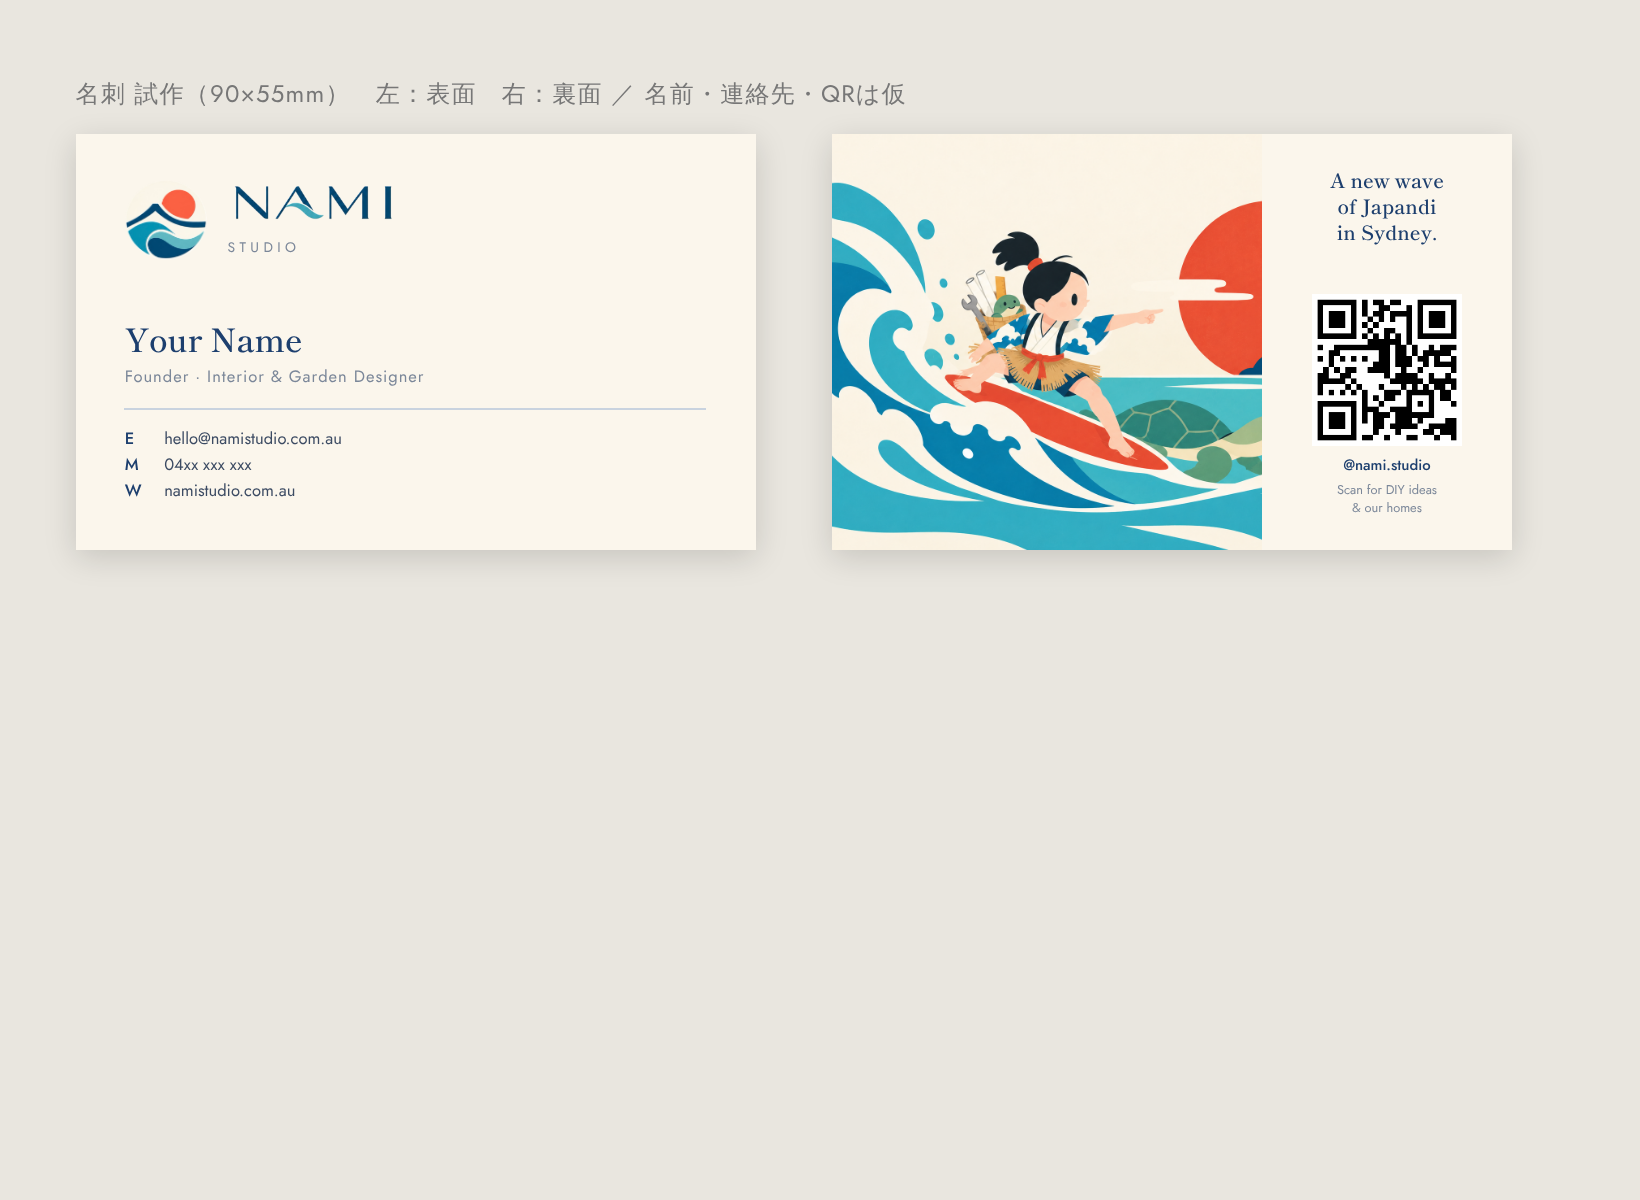 名刺 試作（90×55mm）　左：表面　右：裏面 ／ 名前・連絡先・QRは仮
NAMI
STUDIO
Your Name
Founder · Interior & Garden Designer
E hello@namistudio.com.au
M 04xx xxx xxx
W namistudio.com.au
A new wave
of Japandi
in Sydney.
@nami.studio
Scan for DIY ideas
& our homes